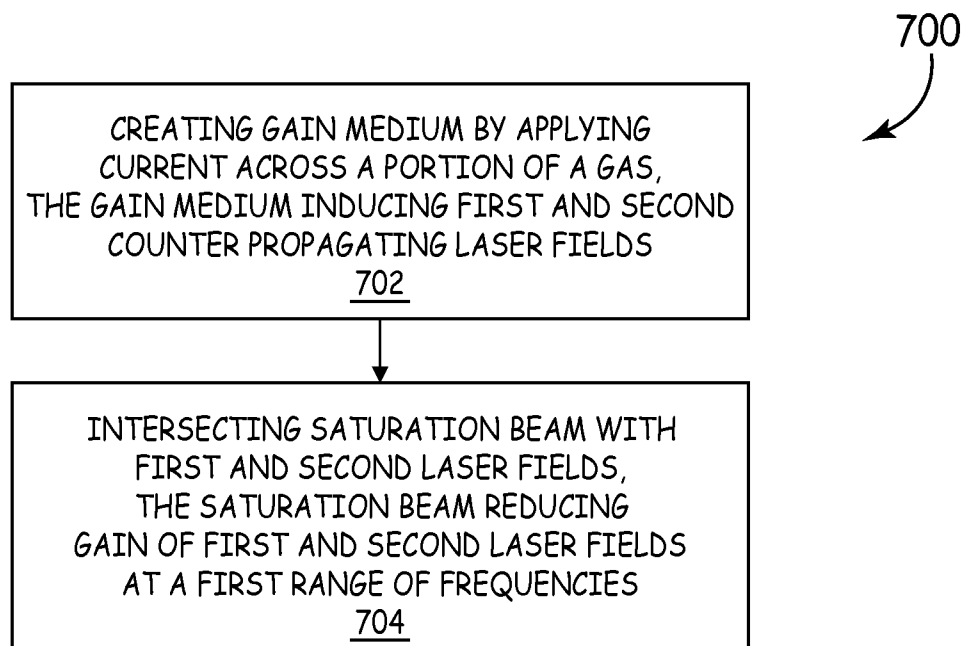 700
CREATING GAIN MEDIUM BY APPLYING
CURRENT ACROSS A PORTION OF A GAS,
THE GAIN MEDIUM INDUCING FIRST AND SECOND
COUNTER PROPAGATING LASER FIELDS
702
INTERSECTING SATURATION BEAM WITH
FIRST AND SECOND LASER FIELDS,
THE SATURATION BEAM REDUCING
GAIN OF FIRST AND SECOND LASER FIELDS
AT A FIRST RANGE OF FREQUENCIES
704